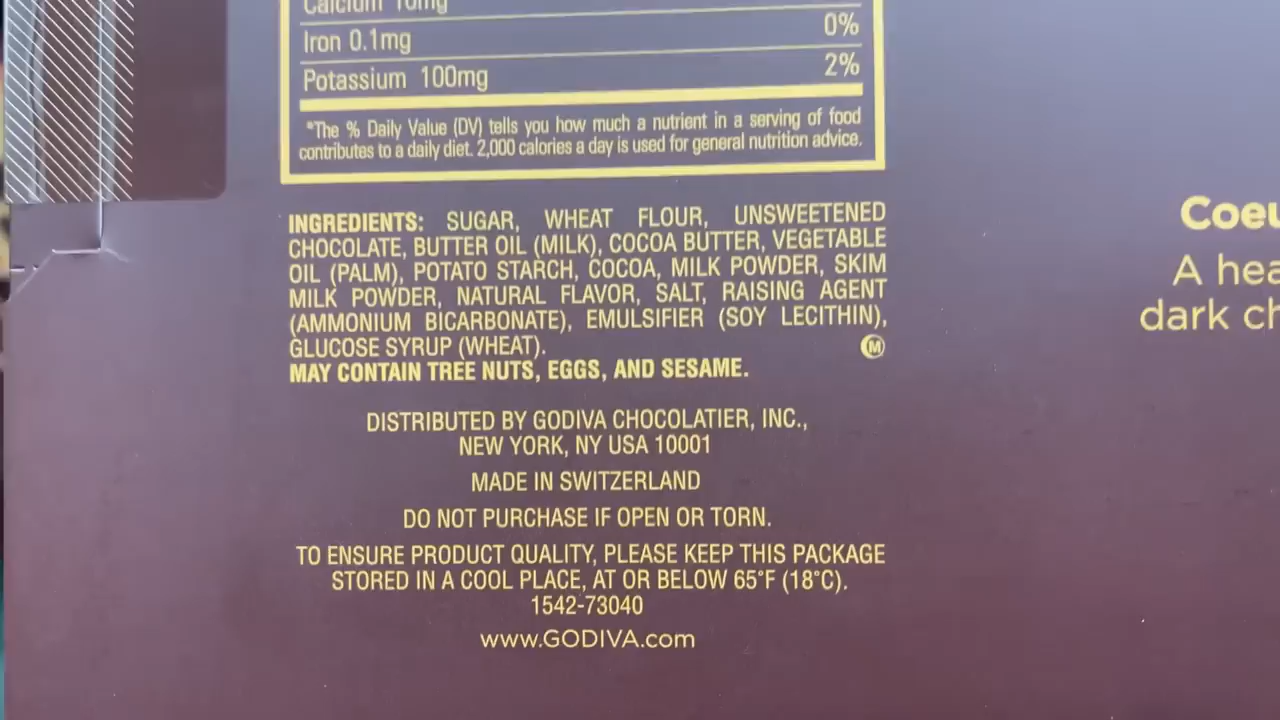 Calcium 10mg
Iron 0.1mg 0%
Potassium 100mg 2%
*The % Daily Value (DV) tells you how much a nutrient in a serving of food
contributes to a daily diet. 2,000 calories a day is used for general nutrition advice.
INGREDIENTS: SUGAR, WHEAT FLOUR, UNSWEETENED
CHOCOLATE, BUTTER OIL (MILK), COCOA BUTTER, VEGETABLE
OIL (PALM), POTATO STARCH, COCOA, MILK POWDER, SKIM
MILK POWDER, NATURAL FLAVOR, SALT, RAISING AGENT
(AMMONIUM BICARBONATE), EMULSIFIER (SOY LECITHIN),
GLUCOSE SYRUP (WHEAT). M
MAY CONTAIN TREE NUTS, EGGS, AND SESAME.
DISTRIBUTED BY GODIVA CHOCOLATIER, INC.,
NEW YORK, NY USA 10001
MADE IN SWITZERLAND
DO NOT PURCHASE IF OPEN OR TORN.
TO ENSURE PRODUCT QUALITY, PLEASE KEEP THIS PACKAGE
STORED IN A COOL PLACE, AT OR BELOW 65°F (18°C).
1542-73040
www.GODIVA.com
Coeu
A hea
dark ch